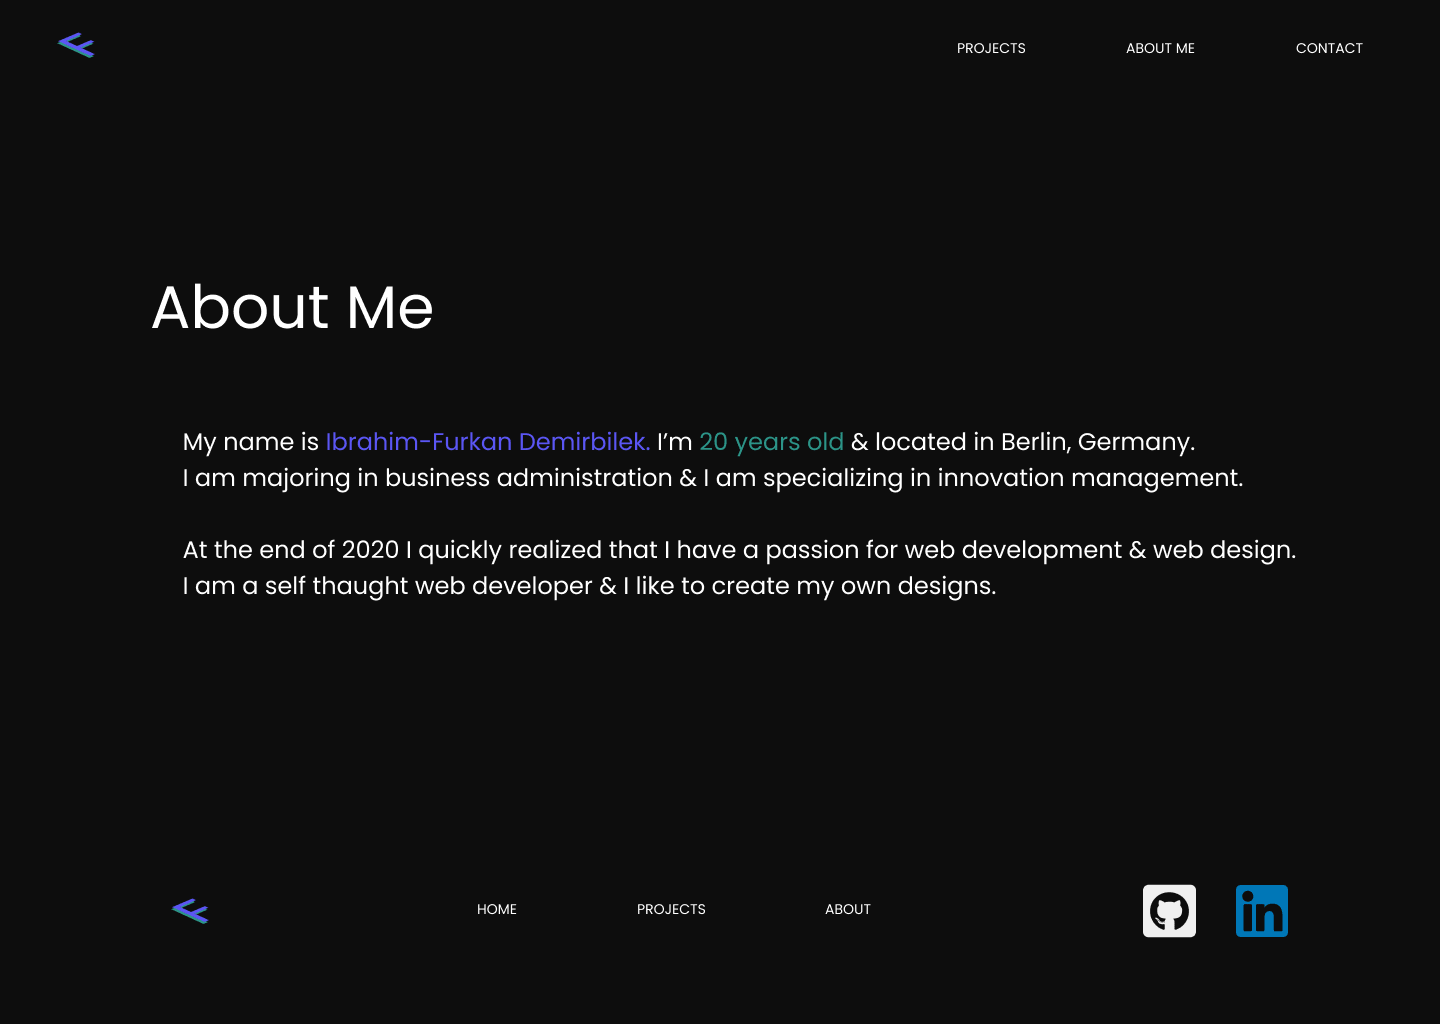 PROJECTS ABOUT ME CONTACT
About Me
My name is Ibrahim-Furkan Demirbilek. I’m 20 years old & located in Berlin, Germany.
I am majoring in business administration & I am specializing in innovation management.
At the end of 2020 I quickly realized that I have a passion for web development & web design.
I am a self thaught web developer & I like to create my own designs.
HOME PROJECTS ABOUT
in